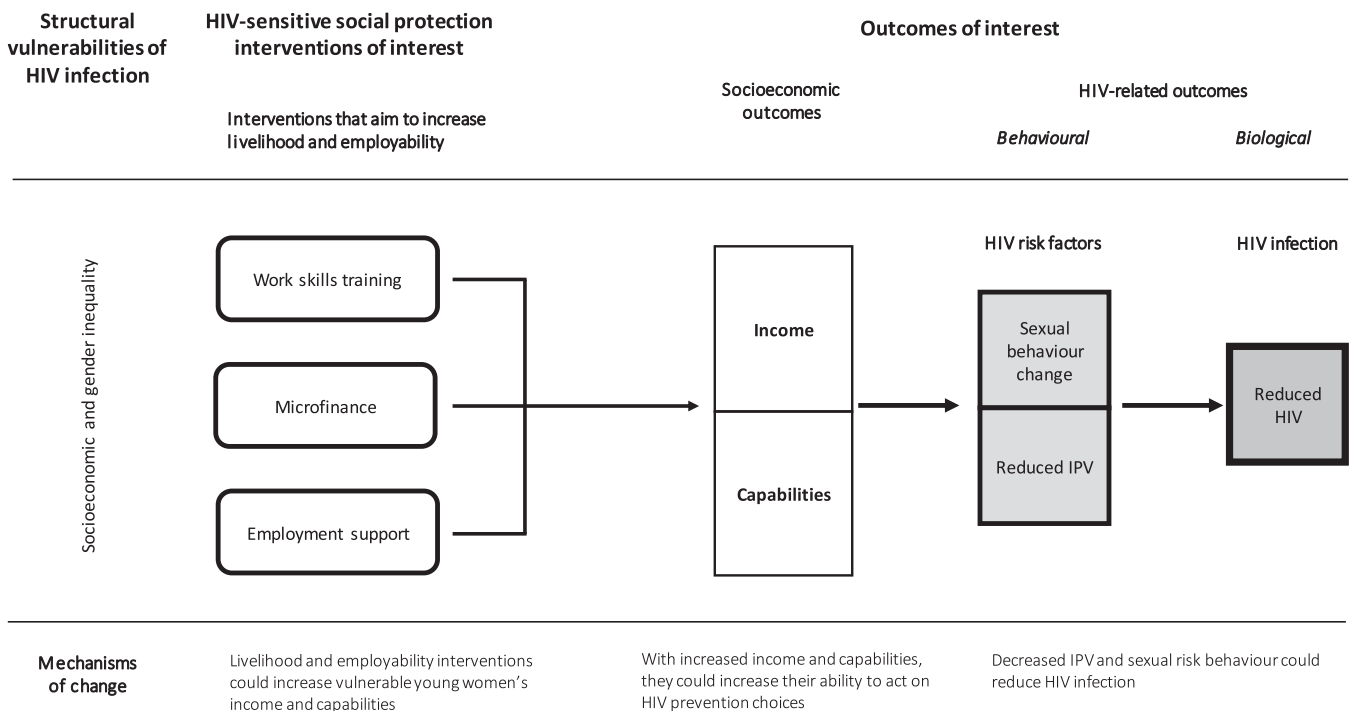 Structural
vulnerabilities of
HIV infection
HIV-sensitive social protection
interventions of interest
Interventions that aim to increase
livelihood and employability
Outcomes of interest
Socioeconomic
outcomes
HIV-related outcomes
Behavioural
Biological
Socioeconomic and gender inequality
Work skills training
Microfinance
Employment support
Income
Capabilities
HIV risk factors
Sexual
behaviour
change
Reduced IPV
HIV infection
Reduced
HIV
Mechanisms
of change
Livelihood and employability interventions
could increase vulnerable young women’s
income and capabilities
With increased income and capabilities,
they could increase their ability to act on
HIV prevention choices
Decreased IPV and sexual risk behaviour could
reduce HIV infection